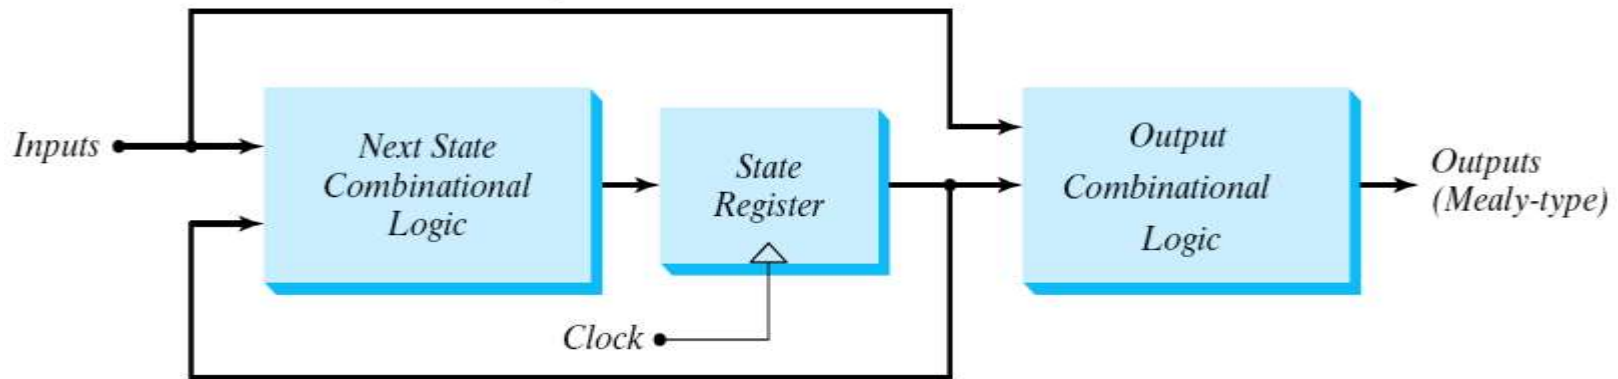 Inputs
Next State
Combinational
Logic
State
Register
Clock
Output
Combinational
Logic
Outputs
(Mealy-type)